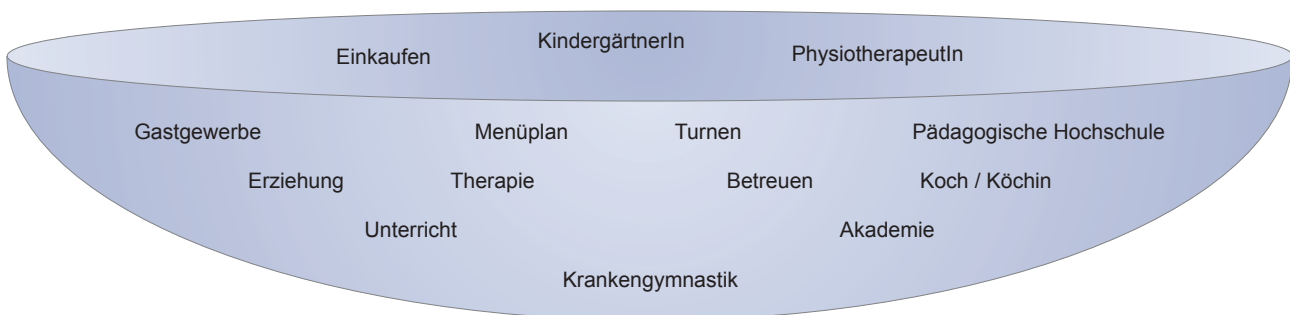 KindergärtnerIn
Einkaufen
PhysiotherapeutIn
Gastgewerbe Menüplan Turnen Pädagogische Hochschule
Erziehung Therapie Betreuen Koch / Köchin
Unterricht Akademie
Krankengymnastik